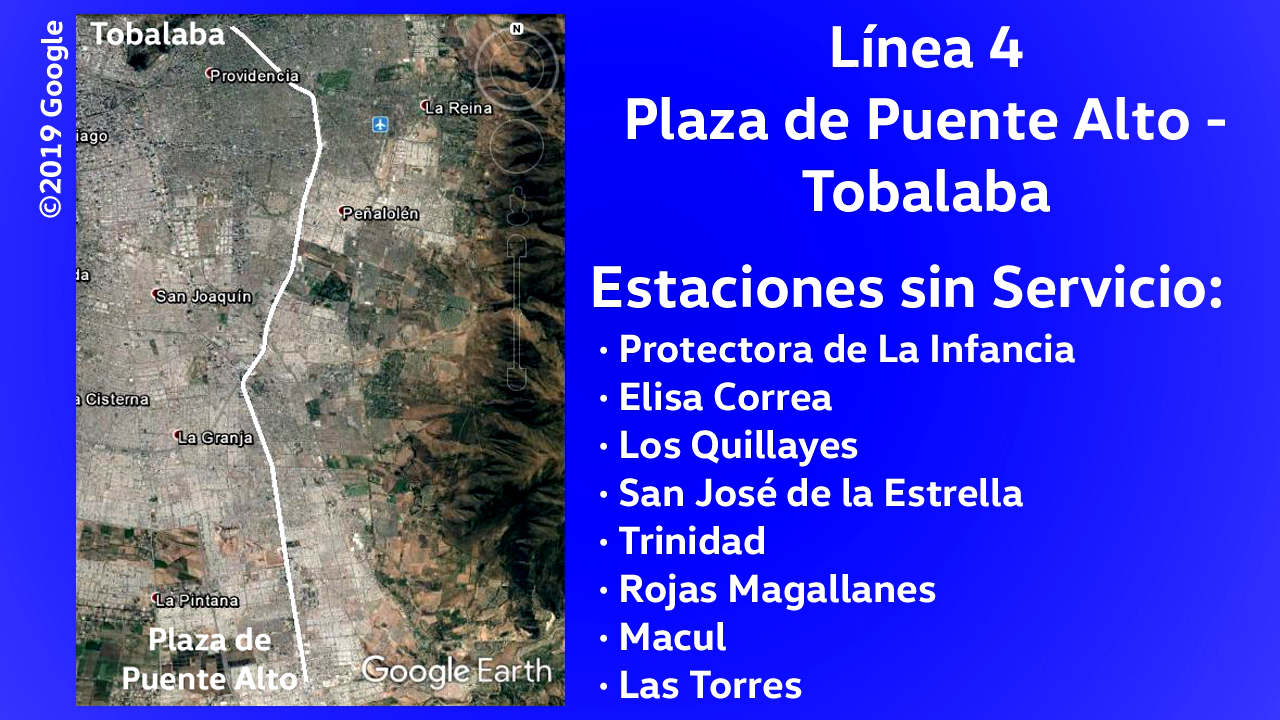 ©2019 Google
Tobalaba
N
Providencia
La Reina
iago
Peñalolén
da
San Joaquín
a Cisterna
La Granja
La Pintana
Plaza de
Puente Alto
Google Earth
Línea 4
Plaza de Puente Alto -
Tobalaba
Estaciones sin Servicio:
• Protectora de La Infancia
• Elisa Correa
• Los Quillayes
• San José de la Estrella
• Trinidad
• Rojas Magallanes
• Macul
• Las Torres